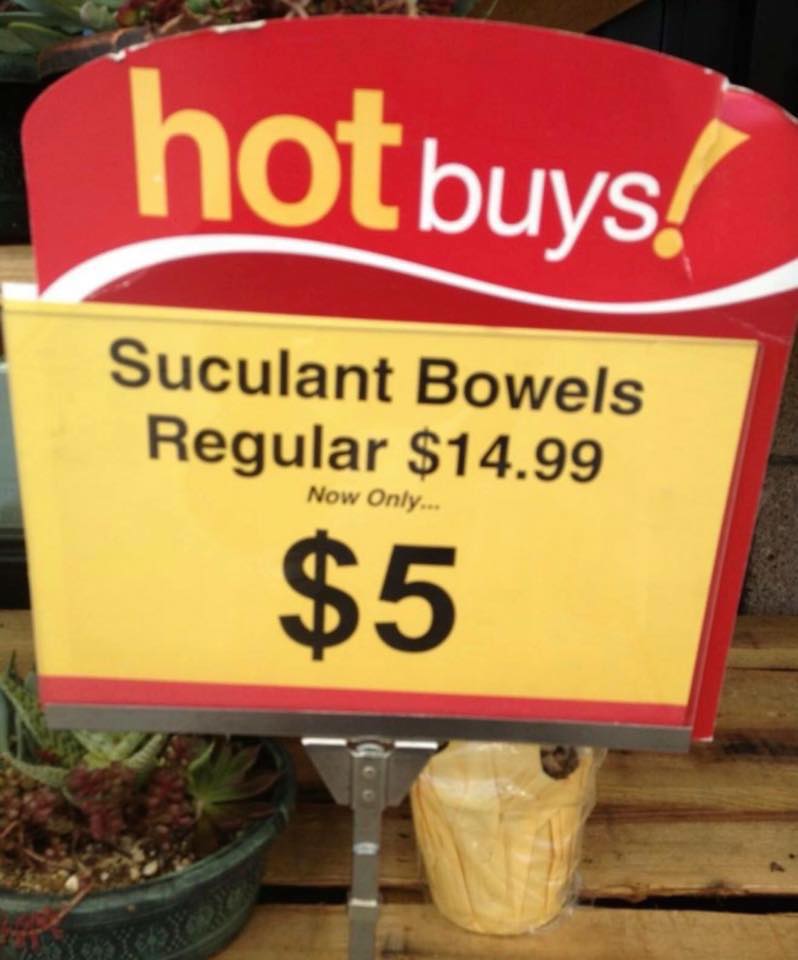 hot buys!
Suculant Bowels
Regular $14.99
Now Only...
$5